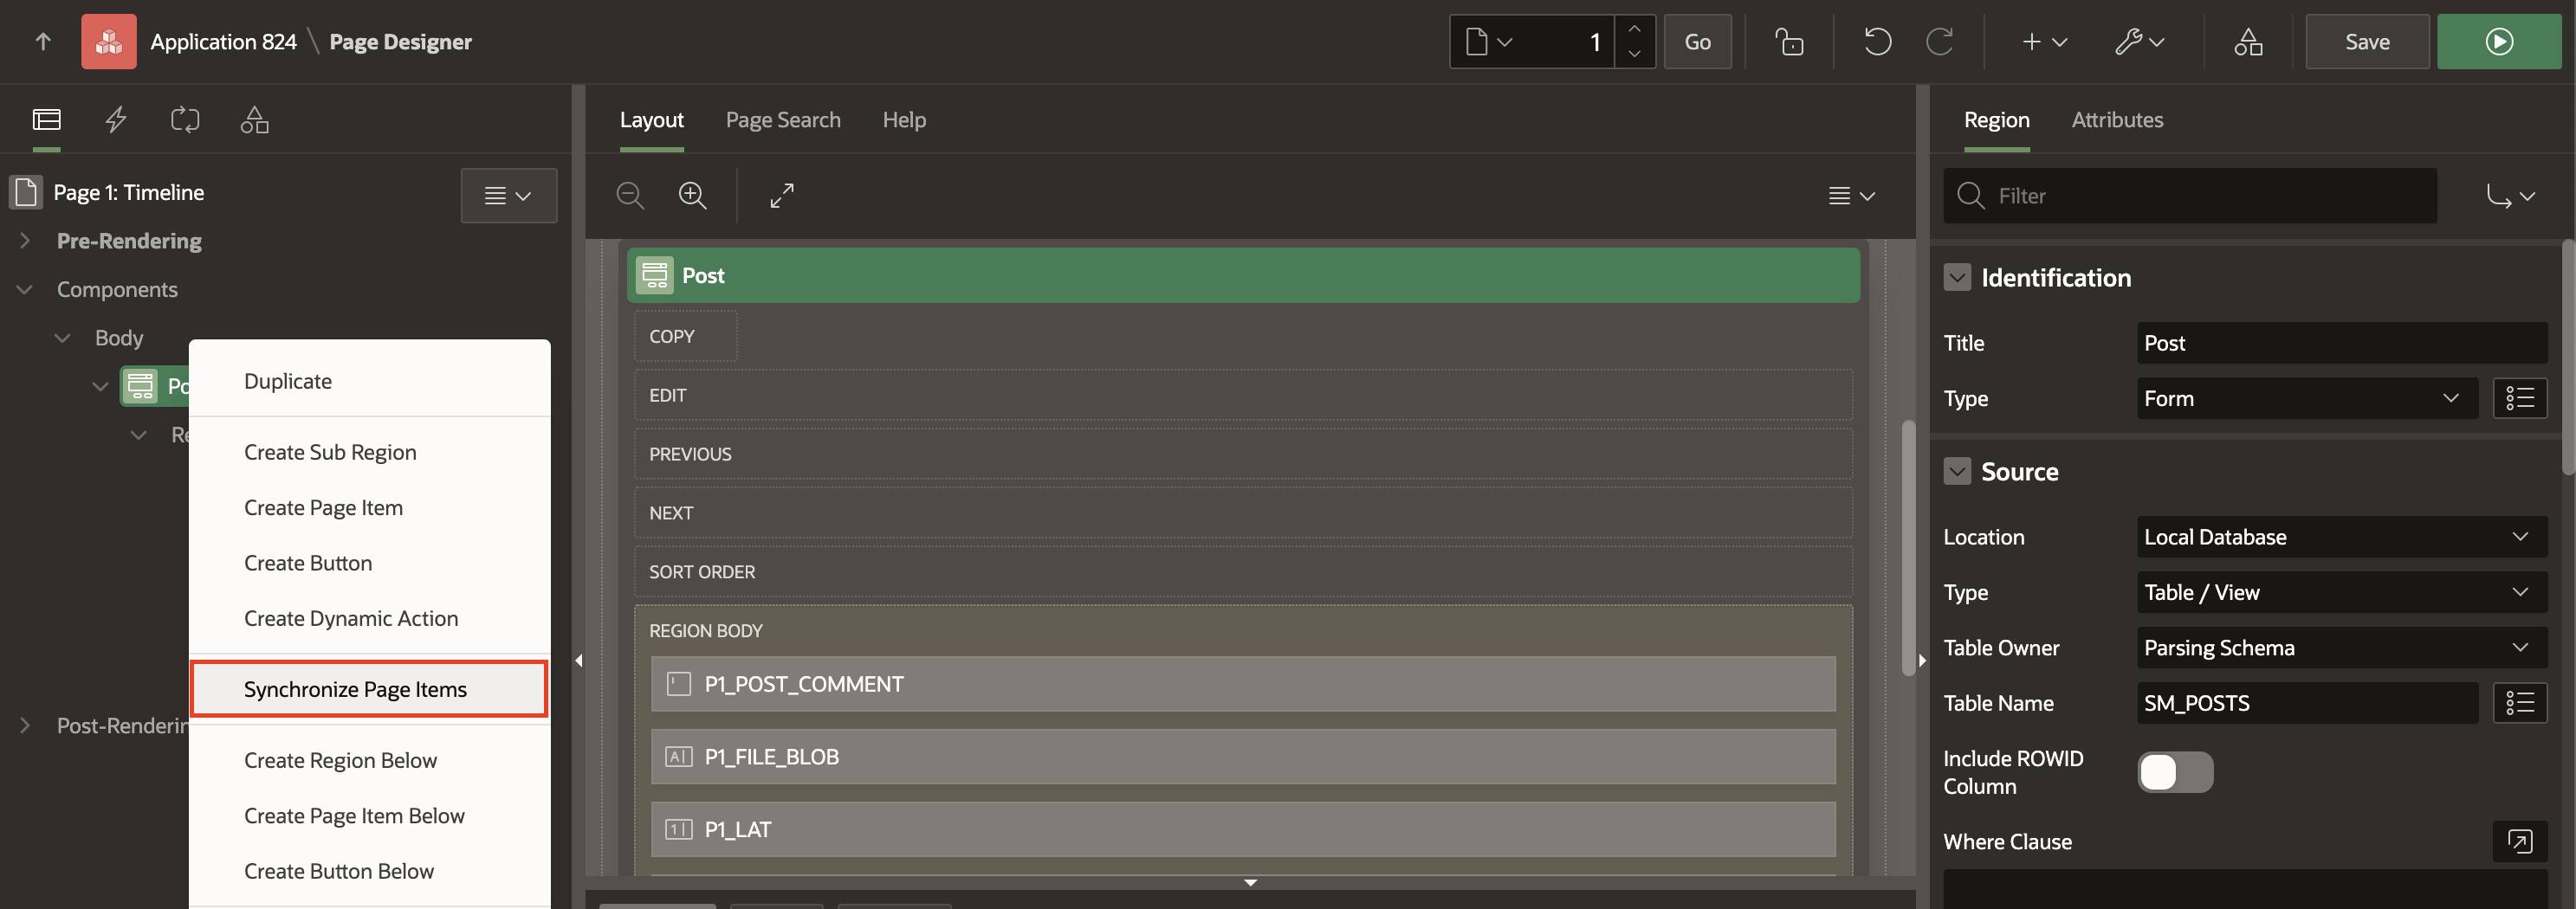 Application 824 \ Page Designer
1
Go
Save
Page 1: Timeline
Pre-Rendering
Components
Body
Duplicate
Create Sub Region
Create Page Item
Create Button
Create Dynamic Action
Synchronize Page Items
Create Region Below
Create Page Item Below
Create Button Below
Layout
Page Search
Help
Post
COPY
EDIT
PREVIOUS
NEXT
SORT ORDER
REGION BODY
P1_POST_COMMENT
P1_FILE_BLOB
P1_LAT
Region
Attributes
Filter
Identification
Title
Post
Type
Form
Source
Location
Local Database
Type
Table / View
Table Owner
Parsing Schema
Table Name
SM_POSTS
Include ROWID
Column
Where Clause